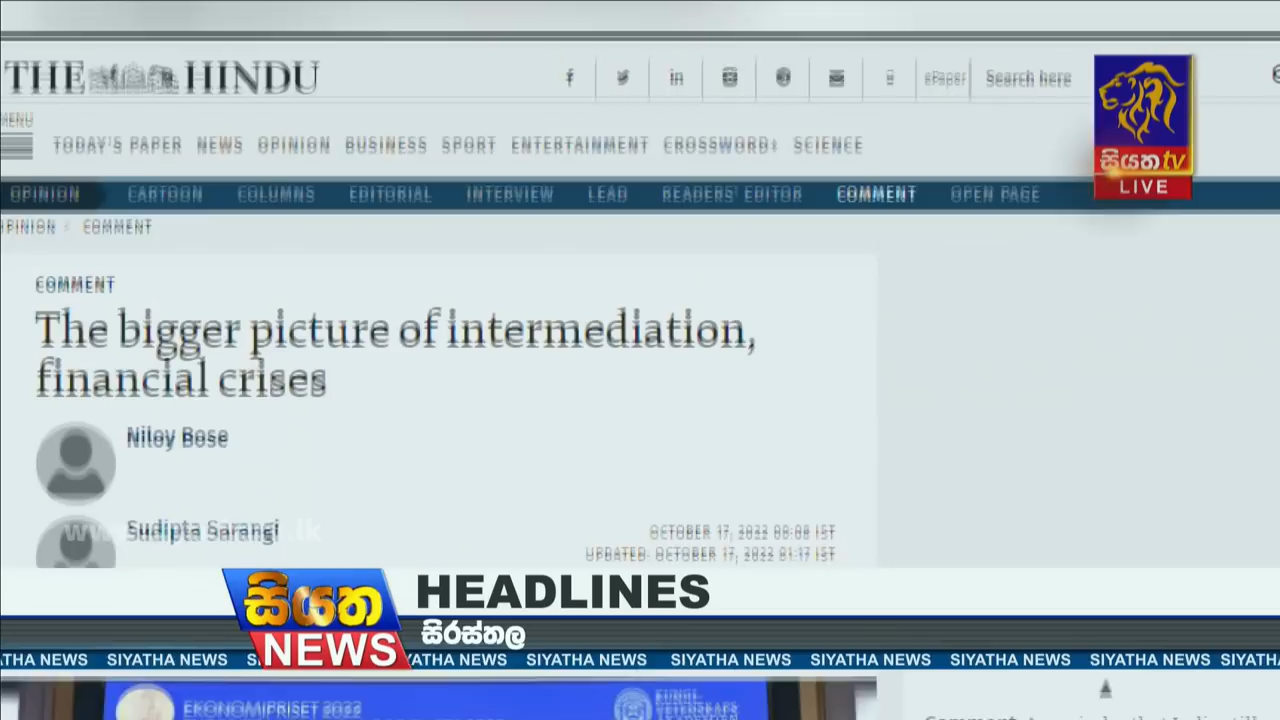 THE HINDU
ePaper Search here
MENU
TODAY'S PAPER NEWS OPINION BUSINESS SPORT ENTERTAINMENT CROSSWORD+ SCIENCE
සියත tv
LIVE
OPINION CARTOON COLUMNS EDITORIAL INTERVIEW LEAD READERS' EDITOR COMMENT OPEN PAGE
OPINION / COMMENT
COMMENT
The bigger picture of intermediation,
financial crises
Niloy Bose
Sudipta Sarangi
OCTOBER 17, 2022 00:08 IST
UPDATED: OCTOBER 17, 2022 01:17 IST
සියත
NEWS
HEADLINES
සිරස්තල
SIYATHA NEWS SIYATHA NEWS SIYATHA NEWS SIYATHA NEWS SIYATHA NEWS SIYATHA NEWS SIYATHA NEWS
EKONOMIPRISET 2022